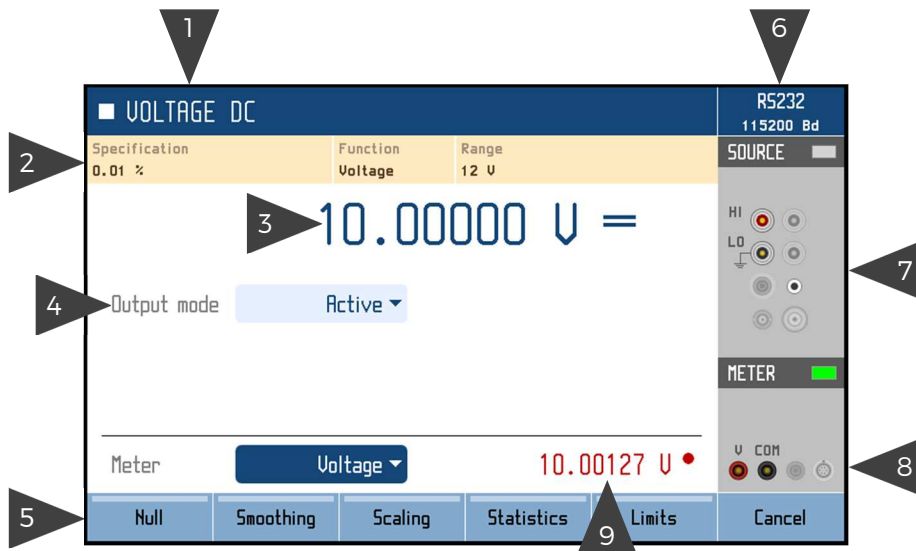 1
6
■ VOLTAGE DC
RS232
115200 Bd
2
Specification Function Range
0.01 % Voltage 12 V
SOURCE
3
10.00000 V =
HI
LO
7
4
Output mode Active
METER
Meter Voltage 10.00127 V
V COM
8
5
Null Smoothing Scaling Statistics Limits Cancel
9